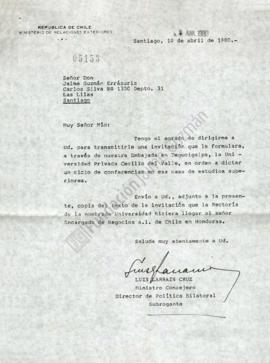 REPUBLICA DE CHILE
MINISTERIO DE RELACIONES EXTERIORES
Santiago, 10 de abril de 1980.
05153
Señor Don
Jaime Guzmán Errázuriz
Carlos Silva
Depto. 31
Las Lilas
Santiago
Muy Señor Mío:
Tengo el agrado de dirigirme
a Ud. para transmitirle una invitación que le formulara,
a través de nuestra Embajada en Tegucigalpa, la Uni-
versidad Privada Cecilio del Valle, en orden a dictar
un ciclo de conferencias en esa casa de estudios supe-
riores.
Envío a Ud., adjunto a la presen-
te, copia del texto de la invitación que la Rectoría
de la nombrada Universidad hiciera llegar al señor
Encargado de Negocios a.i. de Chile en Honduras.
Saluda muy atentamente a Ud.
LUIS LARRAIN CRUZ
Ministro Consejero
Director de Política Bilateral
Subrogante